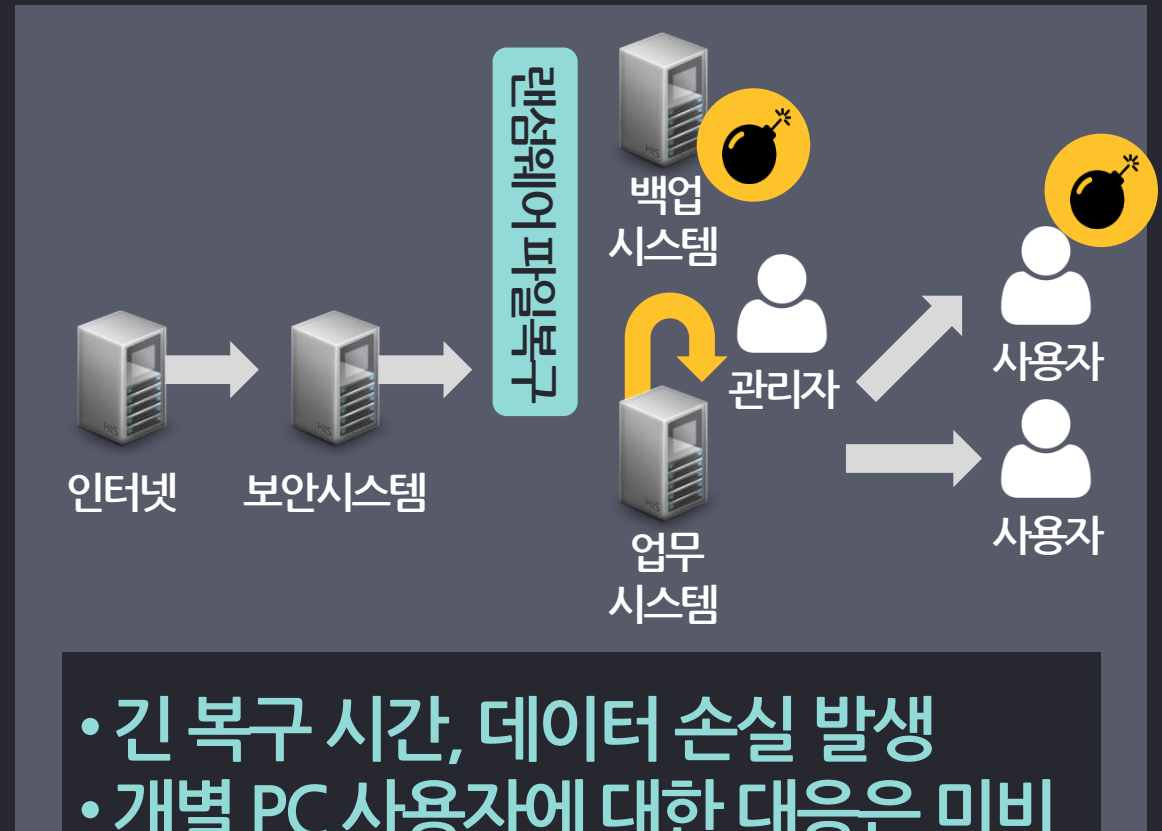 랜섬웨어 파일복구
백업
시스템
관리자
사용자
인터넷
보안시스템
사용자
업무
시스템
• 긴 복구 시간, 데이터 손실 발생
• 개별 PC 사용자에 대한 대응은 미비